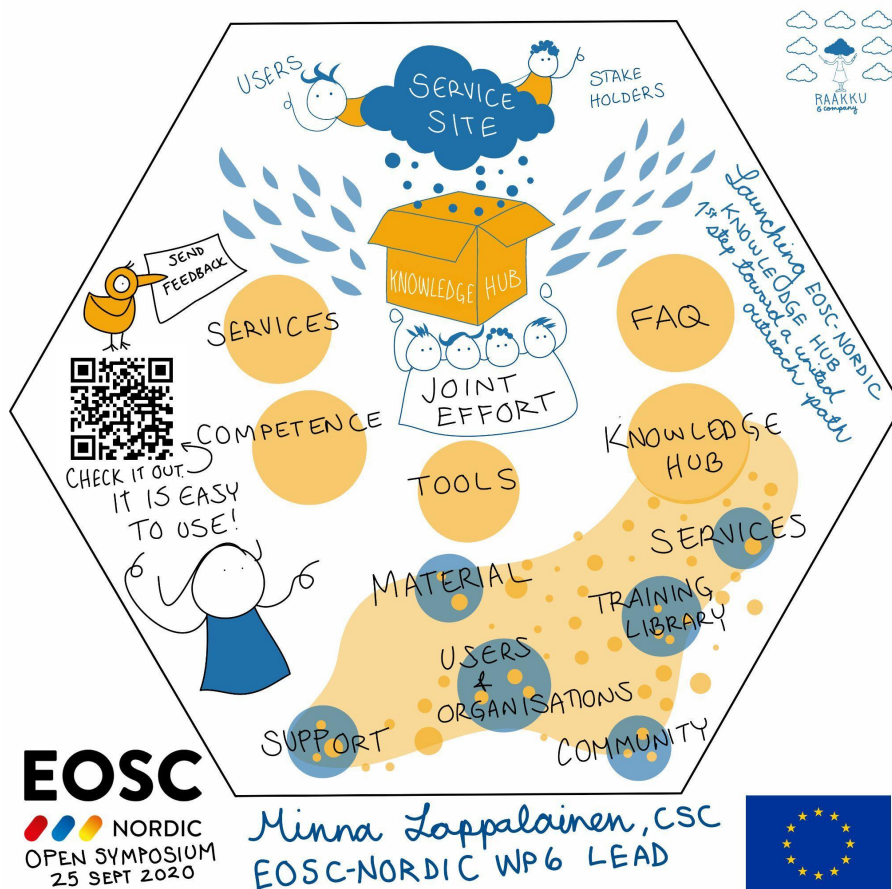 USERS
SERVICE
SITE
STAKE
HOLDERS
RAAKKU
& company
Launching EOSC-NORDIC
KNOWLEDGE HUB
1st step toward a united
outreach path
SEND
FEEDBACK
KNOWLEDGE HUB
SERVICES
FAQ
JOINT
EFFORT
COMPETENCE
KNOWLEDGE
HUB
CHECK IT OUT.
IT IS EASY
TO USE!
TOOLS
SERVICES
MATERIAL
TRAINING
LIBRARY
USERS
&
ORGANISATIONS
SUPPORT
COMMUNITY
EOSC
NORDIC
OPEN SYMPOSIUM
25 SEPT 2020
Minna Lappalainen, CSC
EOSC-NORDIC WP6 LEAD